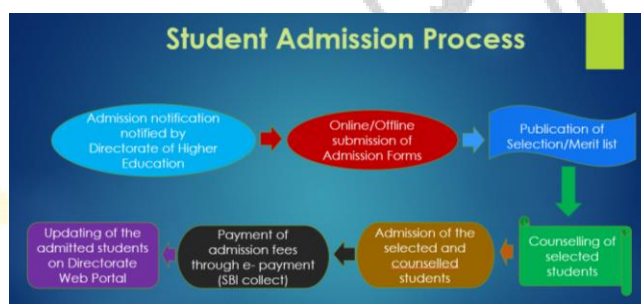 Student Admission Process
Admission notification
notified by
Directorate of Higher
Education
Online/Offline
submission of
Admission Forms
Publication of
Selection/Merit list
Counselling of
selected
students
Admission of the
selected and
counselled
students
Payment of
admission fees
through e- payment
(SBI collect)
Updating of the
admitted students
on Directorate
Web Portal